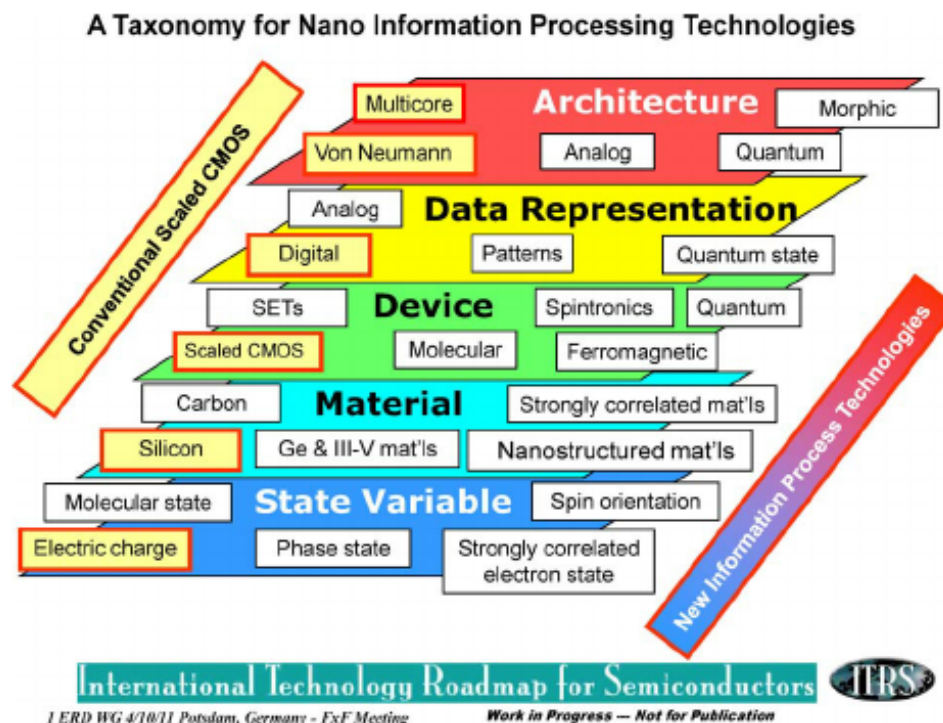 A Taxonomy for Nano Information Processing Technologies
Conventional Scaled CMOS
Multicore
Architecture
Morphic
Von Neumann
Analog
Quantum
Analog
Data Representation
Digital
Patterns
Quantum state
SETs
Device
Spintronics
Quantum
Scaled CMOS
Molecular
Ferromagnetic
Carbon
Material
Strongly correlated mat'ls
Silicon
Ge & III-V mat'ls
Nanostructured mat'ls
Molecular state
State Variable
Spin orientation
Electric charge
Phase state
Strongly correlated
electron state
New Information Process Technologies
International Technology Roadmap for Semiconductors
ITRS
1 ERD WG 4/10/11 Potsdam, Germany - FxF Meeting
Work in Progress — Not for Publication